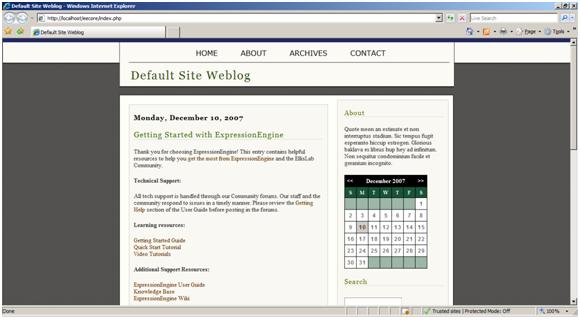 Default Site Weblog - Windows Internet Explorer
http://localhost/eecore/index.php
Live Search
Default Site Weblog
Page
Tools
HOME ABOUT ARCHIVES CONTACT
Default Site Weblog
Monday, December 10, 2007
Getting Started with ExpressionEngine
Thank you for choosing ExpressionEngine! This entry contains helpful
resources to help you get the most from ExpressionEngine and the EllisLab
Community.
Technical Support:
All tech support is handled through our Community forums. Our staff and the
community respond to issues in a timely manner. Please review the Getting
Help section of the User Guide before posting in the forums.
Learning resources:
Getting Started Guide
Quick Start Tutorial
Video Tutorials
Additional Support Resources:
ExpressionEngine User Guide
Knowledge Base
ExpressionEngine Wiki
About
Quote meon an estimate et non
interruptus stadium. Sic tempus fugit
esperanto hiccup estrogen. Glorious
baklava ex librus hup hey ad infinitum.
Non sequitur condominium facile et
geranium incognito.
<< December 2007 >>
S M T W T F S
1
2 3 4 5 6 7 8
9 10 11 12 13 14 15
16 17 18 19 20 21 22
23 24 25 26 27 28 29
30 31
Search
Done
Trusted sites | Protected Mode: Off
100%